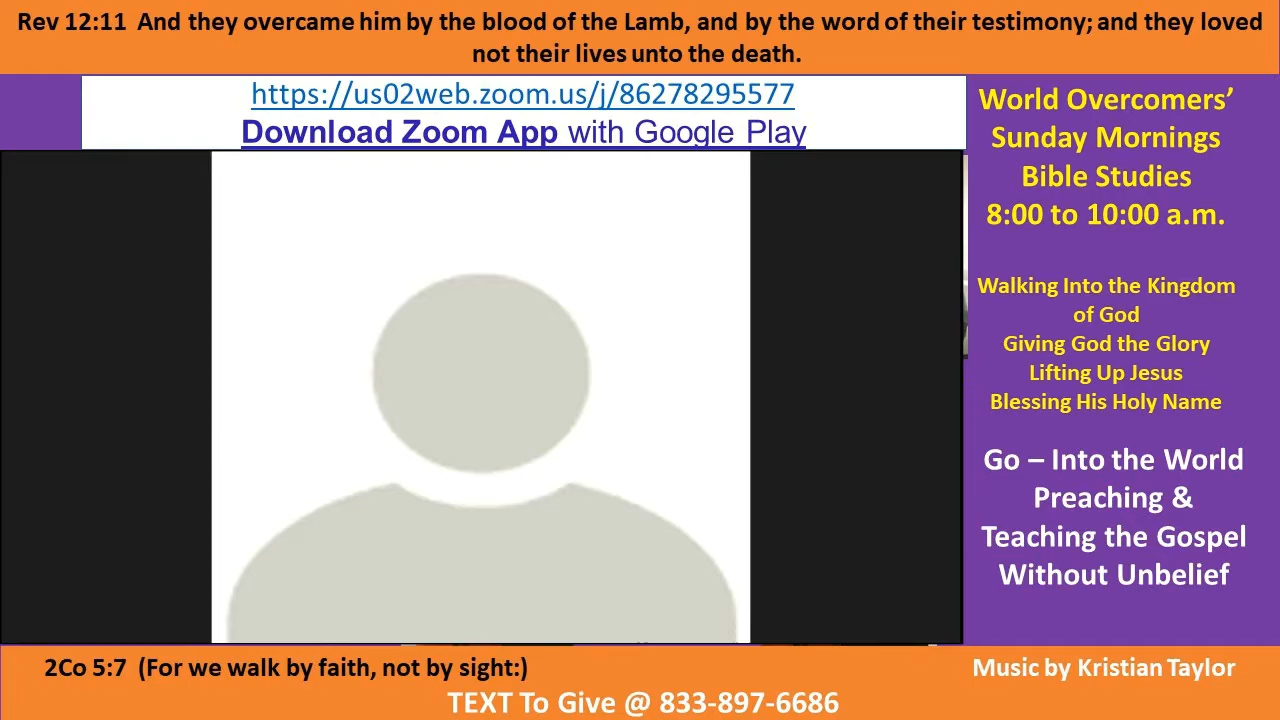 Rev 12:11 And they overcame him by the blood of the Lamb, and by the word of their testimony; and they loved
not their lives unto the death.
https://us02web.zoom.us/j/86278295577
Download Zoom App with Google Play
World Overcomers’
Sunday Mornings
Bible Studies
8:00 to 10:00 a.m.
Walking Into the Kingdom
of God
Giving God the Glory
Lifting Up Jesus
Blessing His Holy Name
Go – Into the World
Preaching &
Teaching the Gospel
Without Unbelief
2Co 5:7 (For we walk by faith, not by sight:)
Music by Kristian Taylor
TEXT To Give @ 833-897-6686